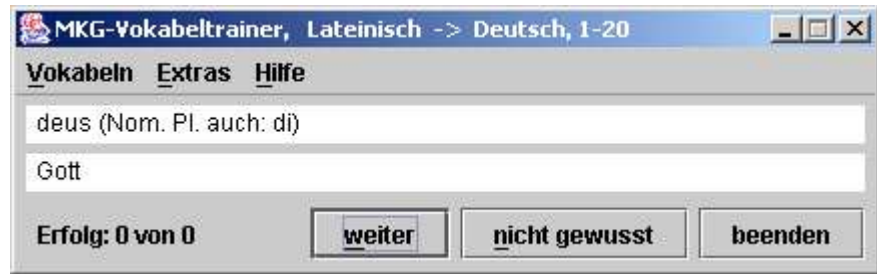 MKG-Vokabeltrainer, Lateinisch -> Deutsch, 1-20
Vokabeln Extras Hilfe
deus (Nom. Pl. auch: di)
Gott
Erfolg: 0 von 0 weiter nicht gewusst beenden